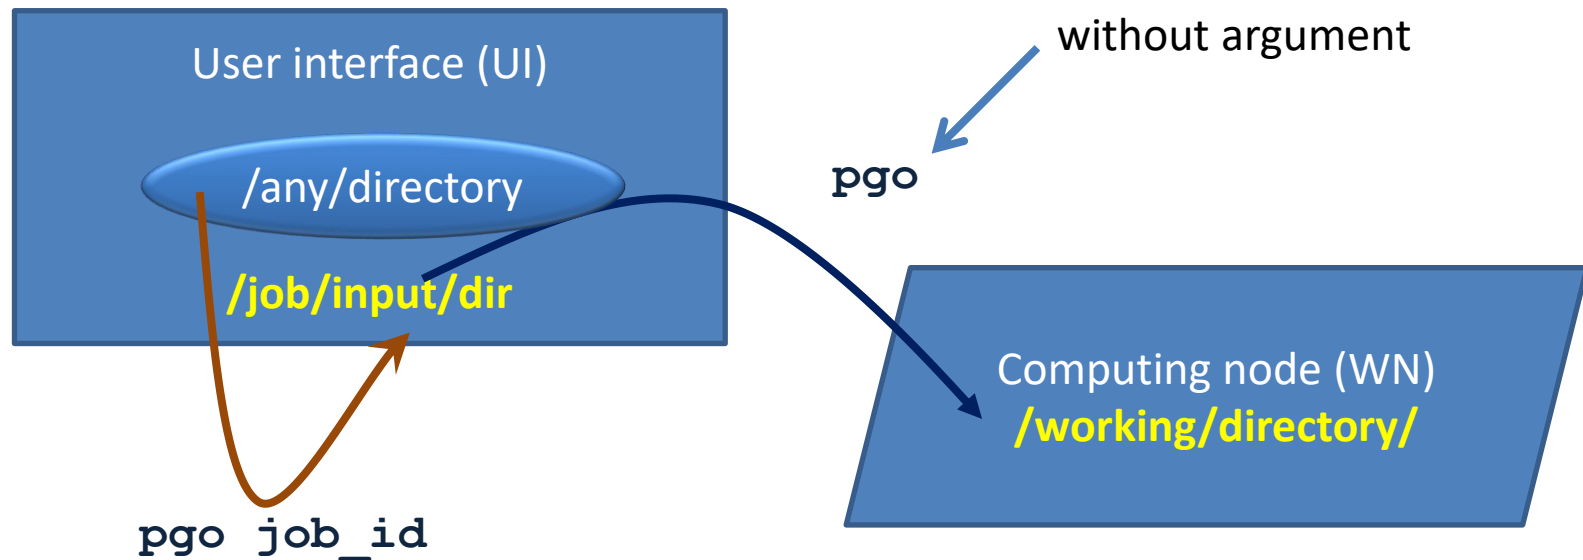 User interface (UI)
/any/directory
/job/input/dir
pgo job_id
without argument
pgo
Computing node (WN)
/working/directory/